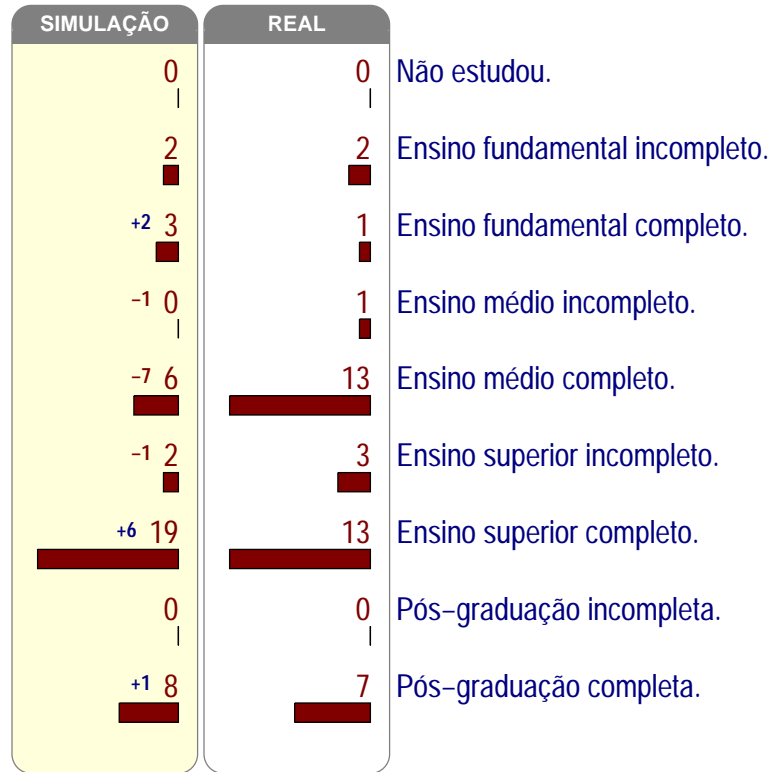 SIMULAÇÃO REAL
0 0 Não estudou.
2 2 Ensino fundamental incompleto.
+2 3 1 Ensino fundamental completo.
−1 0 1 Ensino médio incompleto.
−7 6 13 Ensino médio completo.
−1 2 3 Ensino superior incompleto.
+6 19 13 Ensino superior completo.
0 0 Pós−graduação incompleta.
+1 8 7 Pós−graduação completa.